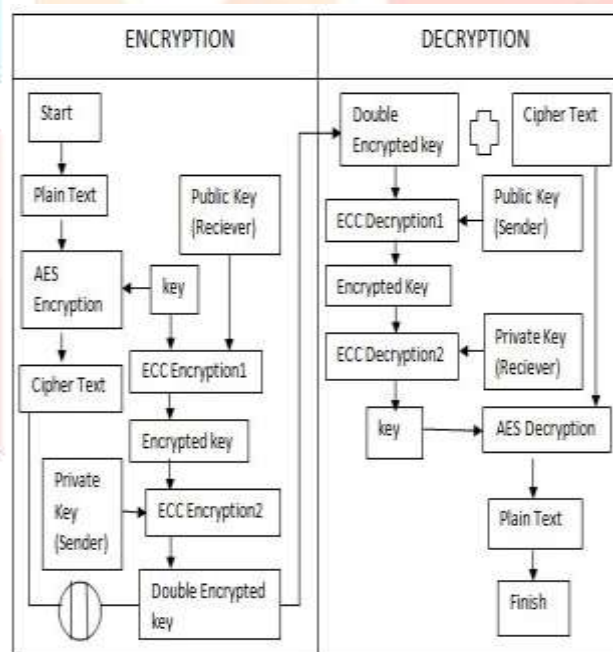 ENCRYPTION
Start
Plain Text
Public Key
(Reciever)
AES
Encryption
key
Cipher Text
ECC Encryption1
Encrypted key
Private
Key
(Sender)
ECC Encryption2
Double Encrypted
key
DECRYPTION
Double
Encrypted key
Cipher Text
ECC Decryption1
Public Key
(Sender)
Encrypted Key
ECC Decryption2
Private Key
(Reciever)
key
AES Decryption
Plain Text
Finish